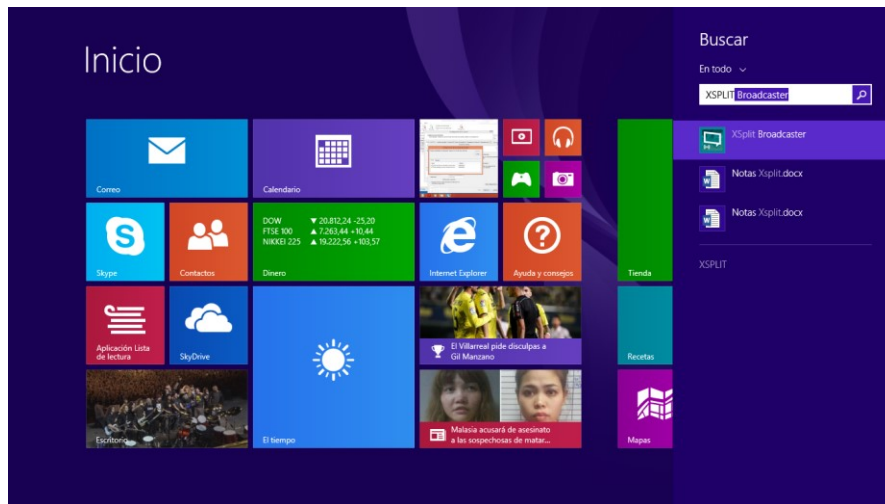 Inicio
Correo
Calendario
Skype
Contactos
DOW ▼ 20.812,24 -25,20
FTSE 100 ▲ 7.263,44 +10,44
NIKKEI 225 ▲ 19.222,56 +103,57
Dinero
Internet Explorer
Ayuda y consejos
Tienda
Aplicación Lista
de lectura
SkyDrive
El tiempo
El Villarreal pide disculpas a
Gil Manzano
Recetas
Escritorio
Malasia acusará de asesinato
a las sospechosas de matar...
Mapas
Buscar
En todo
XSPLIT Broadcaster
XSplit Broadcaster
Notas Xsplit.docx
Notas Xsplit.docx
XSPLIT